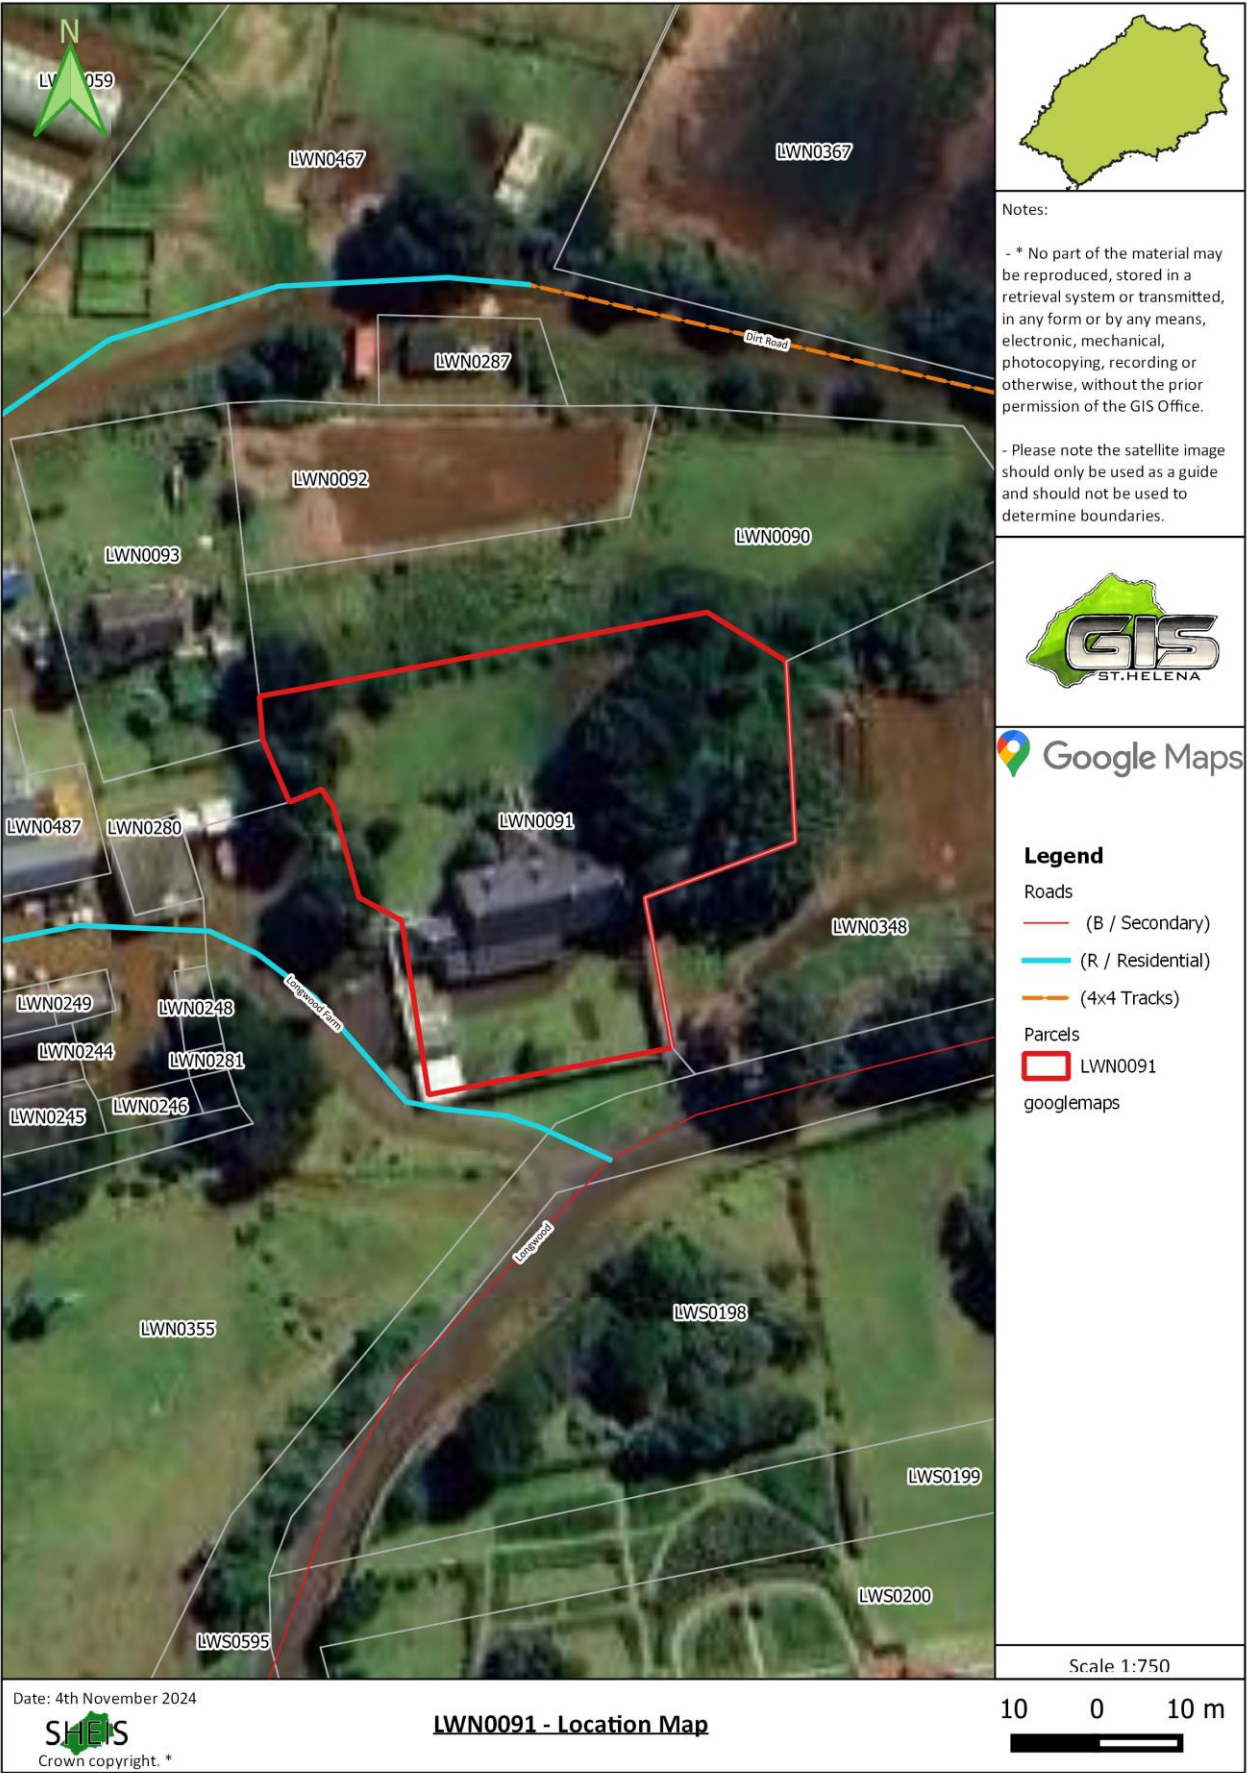 N
LWN0467
LWN0367
Dirt Road
LWN0287
LWN0092
LWN0090
LWN0093
LWN0091
LWN0487
LWN0280
LWN0348
LWN0249
LWN0248
Longwood Farm
LWN0244
LWN0281
LWN0245
LWN0246
Longwood
LWN0355
LWS0198
LWS0199
LWS0200
LWS0595
Notes:
- * No part of the material may
be reproduced, stored in a
retrieval system or transmitted,
in any form or by any means,
electronic, mechanical,
photocopying, recording or
otherwise, without the prior
permission of the GIS Office.
- Please note the satellite image
should only be used as a guide
and should not be used to
determine boundaries.
GIS
ST.HELENA
Google Maps
Legend
Roads
(B / Secondary)
(R / Residential)
(4x4 Tracks)
Parcels
LWN0091
googlemaps
Scale 1:750
Date: 4th November 2024
SHEIS
Crown copyright. *
LWN0091 - Location Map
10 0 10 m